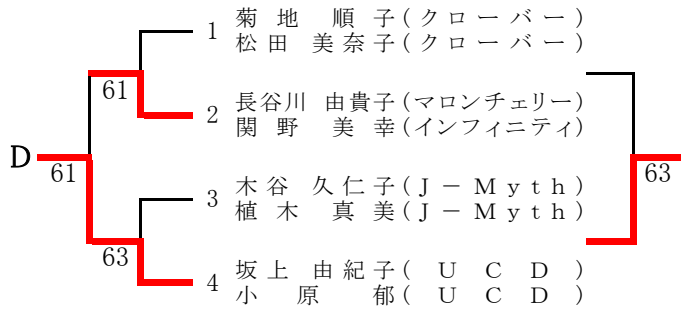 1 菊地 順子(クローバー)
松田 美奈子(クローバー)
61
2 長谷川 由貴子(マロンチェリー)
関野 美幸(インフィニティ)
D
61
63
3 木谷 久仁子(J-Myth)
植木 真美(J-Myth)
63
4 坂上 由紀子(UCD)
小原 郁(UCD)